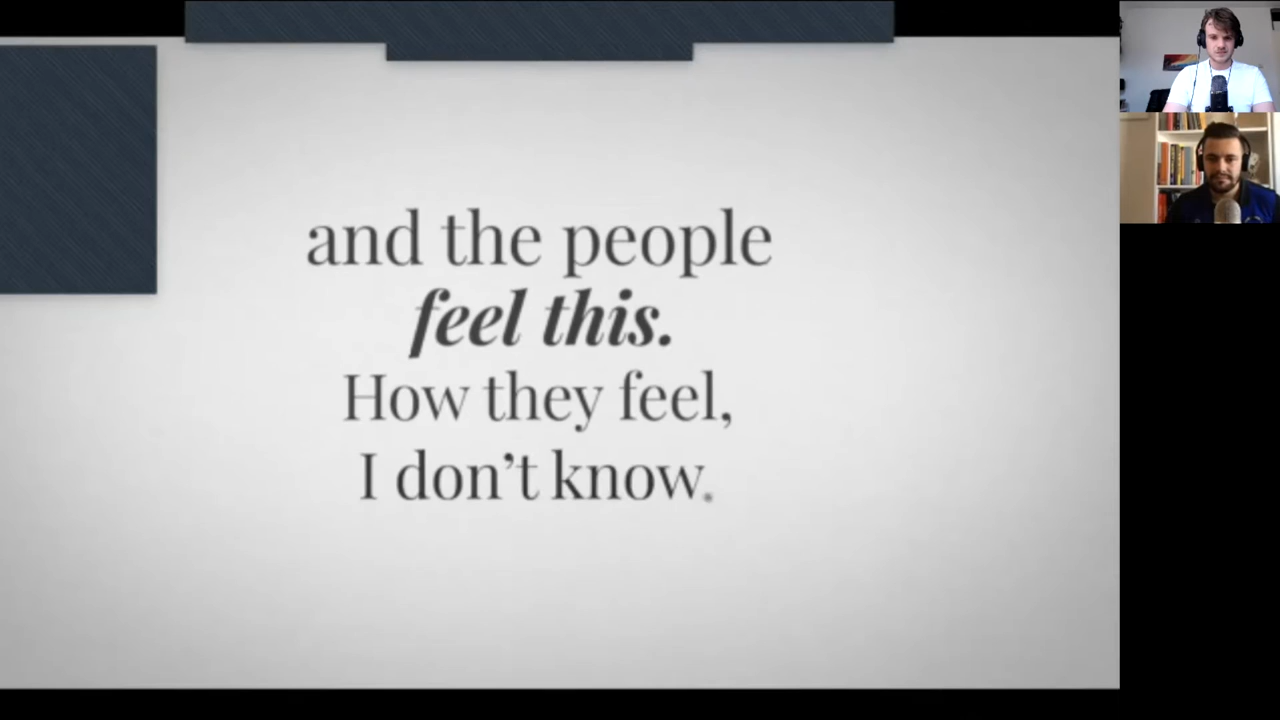 and the people
feel this.
How they feel,
I don’t know.